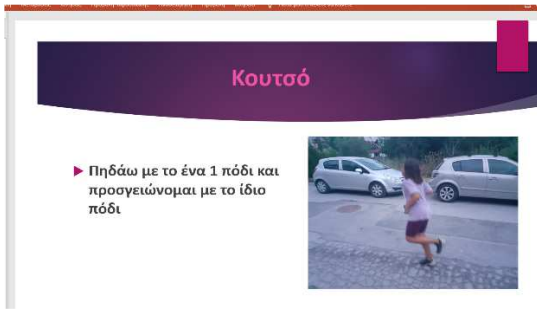 Κουτσό
Πηδάω με το ένα 1 πόδι και
προσγειώνομαι με το ίδιο
πόδι